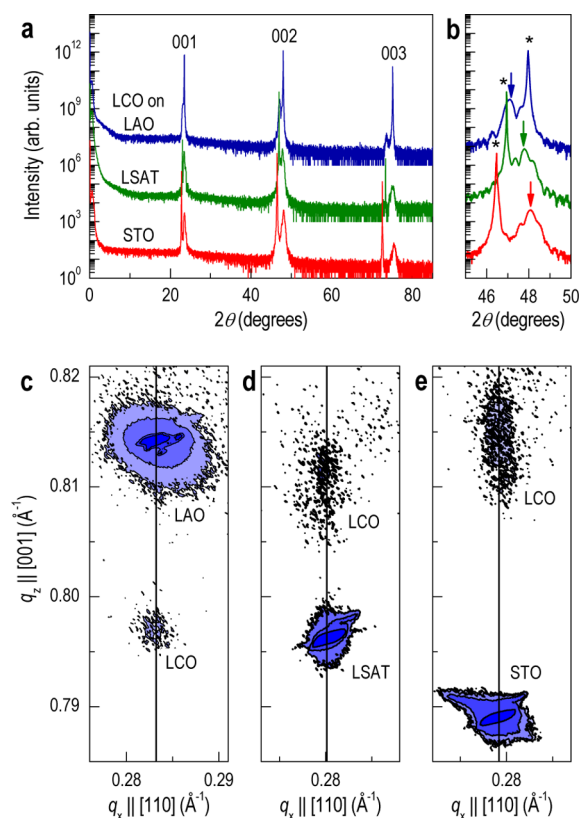 a
b
Intensity (arb. units)
10^12
10^9
10^6
10^3
10^0
001
002
003
LCO on
LAO
LSAT
STO
*
*
*
0 20 40 60 80
46 48 50
2θ (degrees)
2θ (degrees)
c
d
e
q_z || [001] (Å^-1)
0.82
0.81
0.80
0.79
LAO
LCO
LCO
LSAT
LCO
STO
0.28 0.29
0.28
0.28
q_x || [110] (Å^-1)
q_x || [110] (Å^-1)
q_x || [110] (Å^-1)